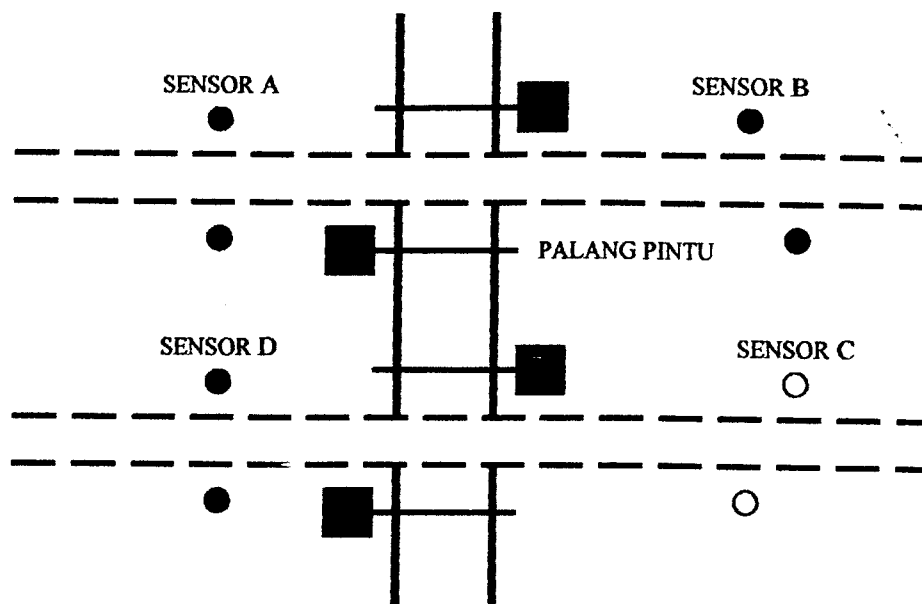 SENSOR A
SENSOR B
PALANG PINTU
SENSOR D
SENSOR C